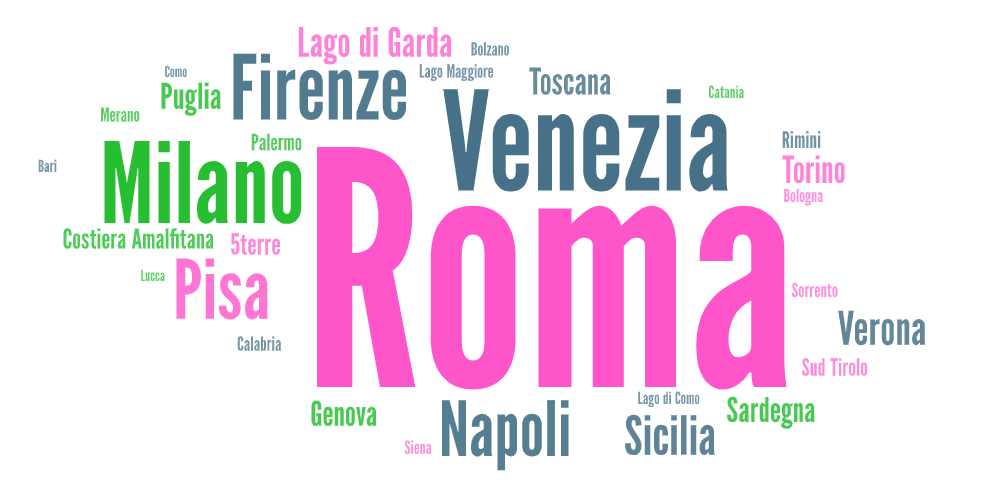 Lago di Garda
Bolzano
Como
Firenze
Lago Maggiore
Toscana
Puglia
Venezia
Catania
Merano
Palermo
Rimini
Bari
Milano
Roma
Torino
Bologna
Costiera Amalfitana
5terre
Lucca
Pisa
Sorrento
Calabria
Verona
Sud Tirolo
Genova
Napoli
Lago di Como
Sardegna
Siena
Sicilia